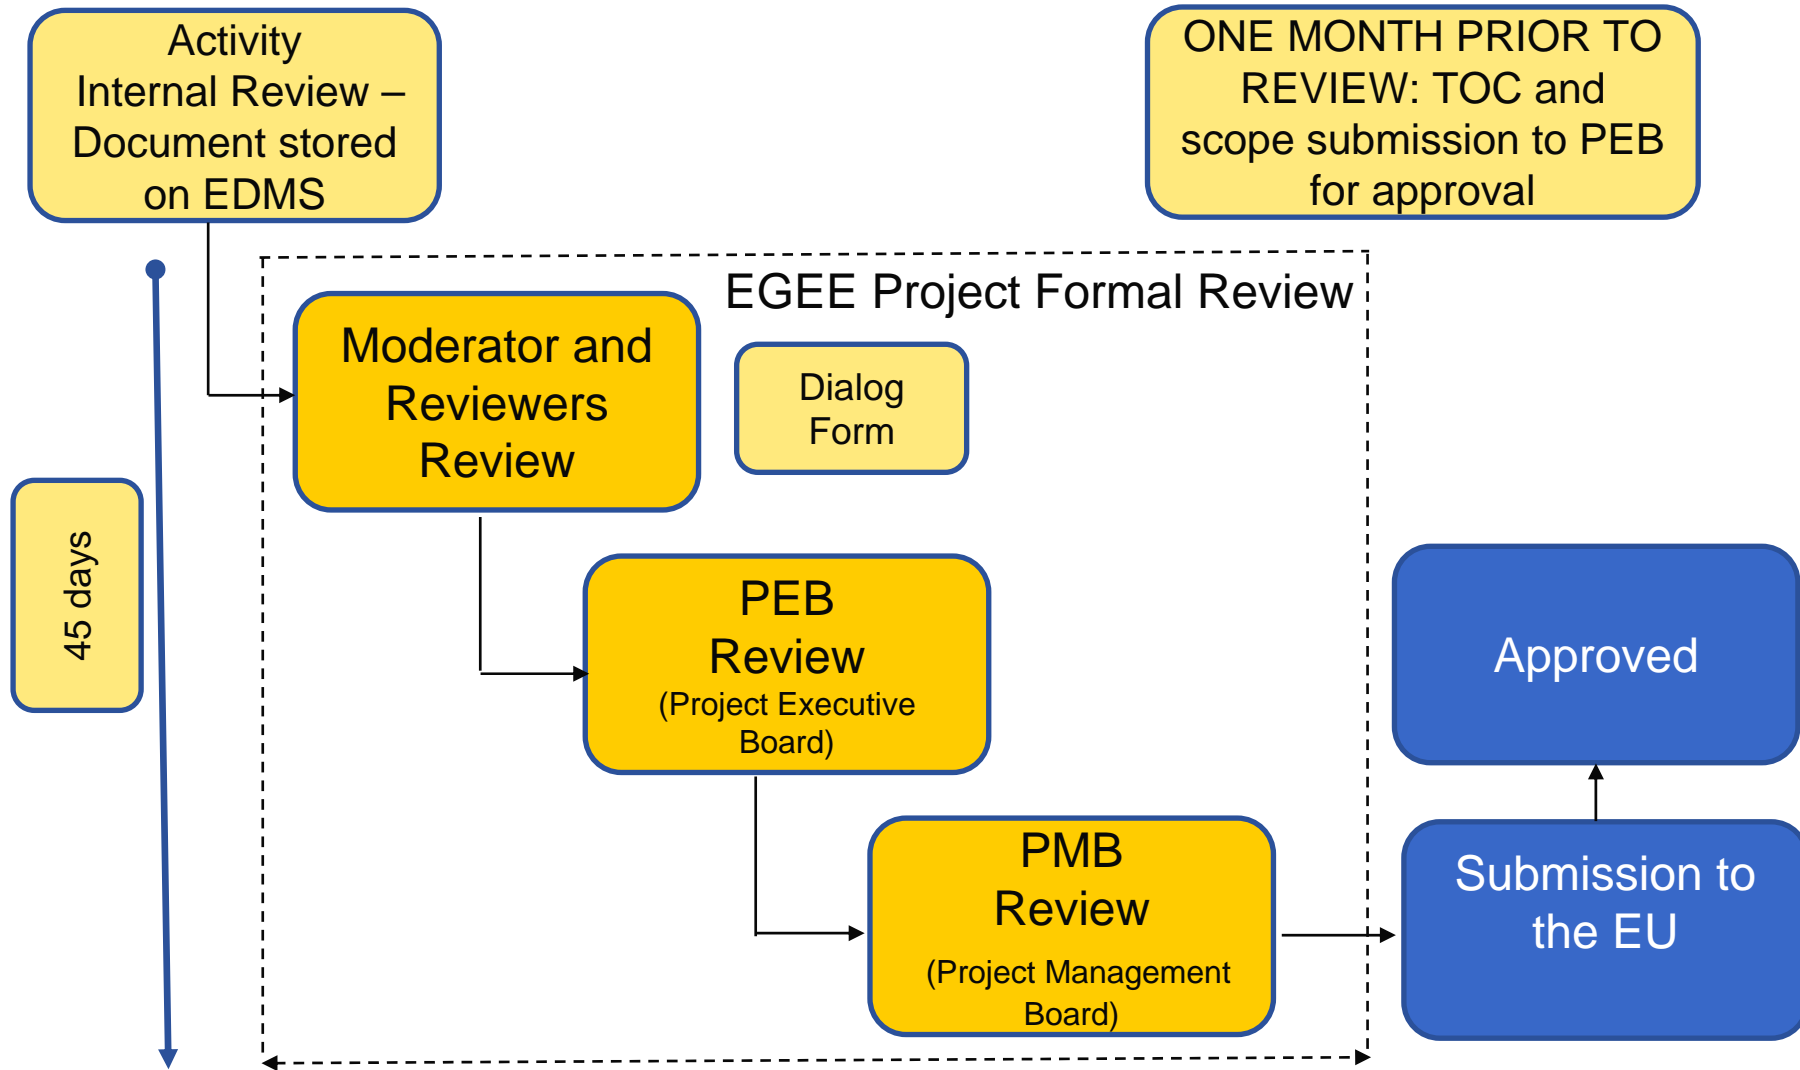 Activity
Internal Review –
Document stored
on EDMS
ONE MONTH PRIOR TO
REVIEW: TOC and
scope submission to PEB
for approval
EGEE Project Formal Review
Moderator and
Reviewers
Review
Dialog
Form
45 days
PEB
Review
(Project Executive
Board)
Approved
PMB
Review
(Project Management
Board)
Submission to
the EU